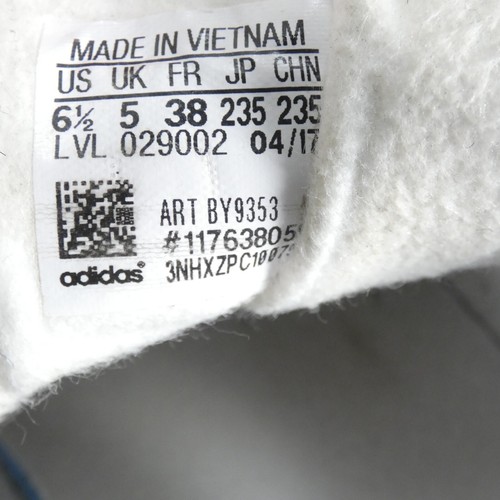 MADE IN VIETNAM
US UK FR JP CHN
6½ 5 38 235 235
LVL 029002 04/17
ART BY9353
#11763805
adidas® 3NHXZPC1007